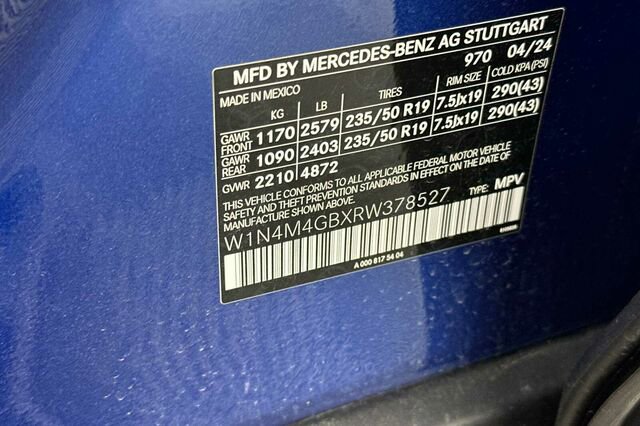 MFD BY MERCEDES-BENZ AG STUTTGART
970 04/24
MADE IN MEXICO
KG LB TIRES RIM SIZE COLD KPA (PSI)
GAWR FRONT 1170 2579 235/50 R19 7.5Jx19 290(43)
GAWR REAR 1090 2403 235/50 R19 7.5Jx19 290(43)
GVWR 2210 4872
THIS VEHICLE CONFORMS TO ALL APPLICABLE FEDERAL MOTOR VEHICLE
SAFETY AND THEFT PREVENTION STANDARDS IN EFFECT ON THE DATE OF
MANUFACTURE SHOWN ABOVE.
W1N4M4GBXRW378527 TYPE: MPV
A 000 817 54 04